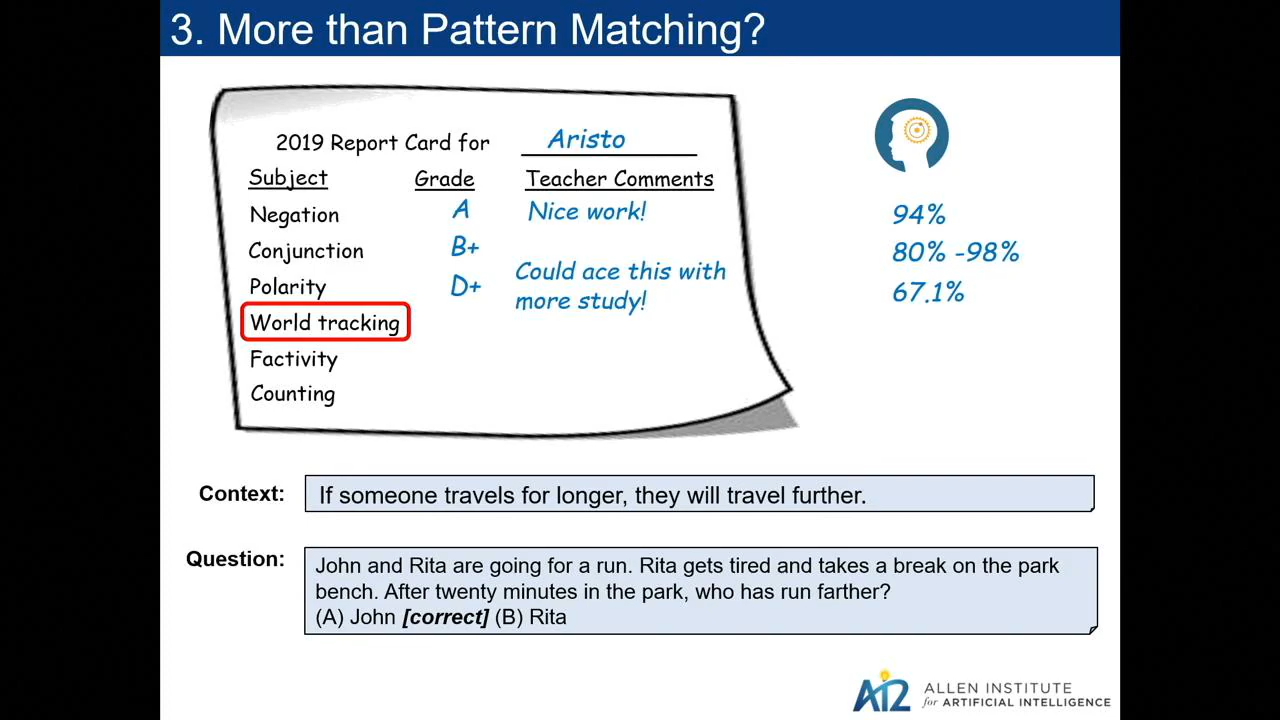 3. More than Pattern Matching?
2019 Report Card for Aristo
Subject Grade Teacher Comments
Negation A Nice work! 94%
Conjunction B+ 80% -98%
Polarity D+ Could ace this with more study! 67.1%
World tracking
Factivity
Counting
Context: If someone travels for longer, they will travel further.
Question: John and Rita are going for a run. Rita gets tired and takes a break on the park
bench. After twenty minutes in the park, who has run farther?
(A) John [correct] (B) Rita
AI2 ALLEN INSTITUTE
for ARTIFICIAL INTELLIGENCE